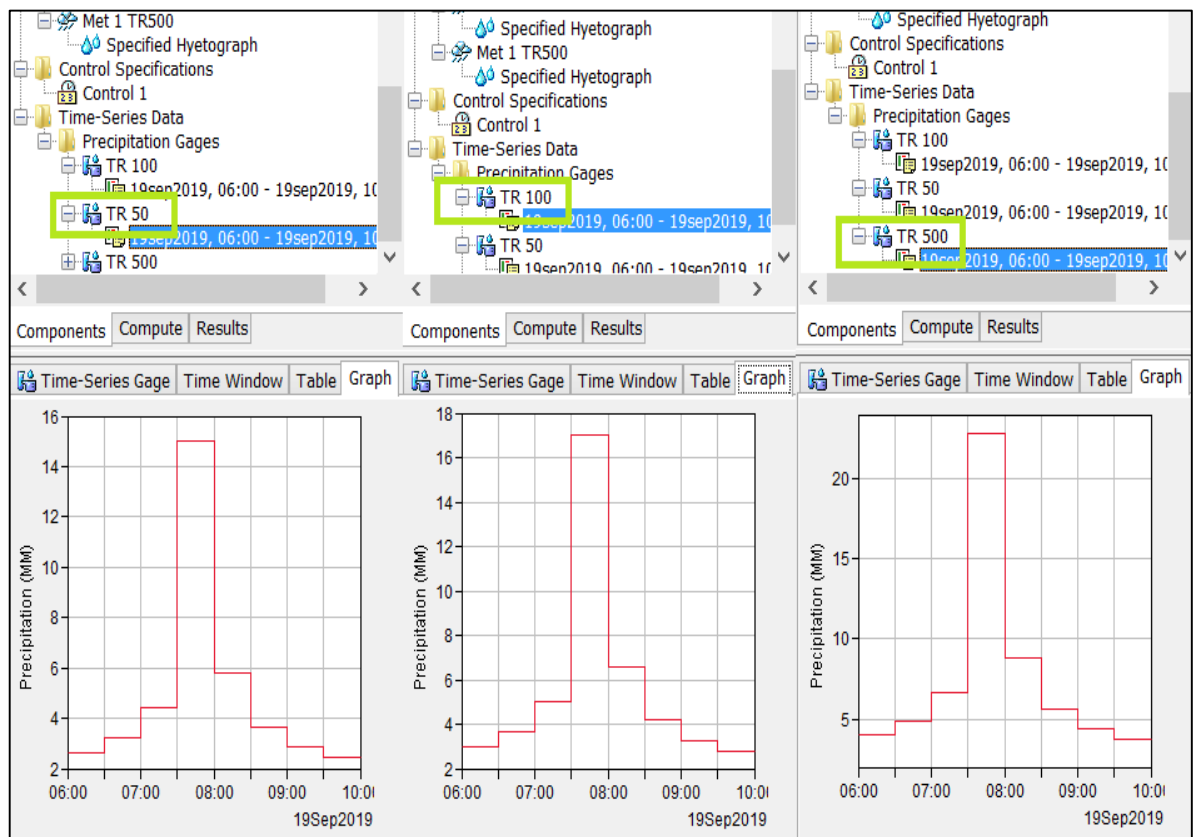 Met 1 TR500
Specified Hyetograph
Control Specifications
Control 1
Time-Series Data
Precipitation Gages
TR 100
19sep2019, 06:00 - 19sep2019, 10
TR 50
19sep2019, 06:00 - 19sep2019, 10
TR 500
Components Compute Results
Time-Series Gage Time Window Table Graph
16
14
12
10
8
6
4
2
Precipitation (MM)
06:00 07:00 08:00 09:00 10:00
19Sep2019
Specified Hyetograph
Met 1 TR500
Specified Hyetograph
Control Specifications
Control 1
Time-Series Data
Precipitation Gages
TR 100
19sep2019, 06:00 - 19sep2019, 10
TR 50
19sep2019, 06:00 - 19sep2019, 10
Components Compute Results
Time-Series Gage Time Window Table Graph
18
16
14
12
10
8
6
4
2
Precipitation (MM)
06:00 07:00 08:00 09:00 10:00
19Sep2019
Specified Hyetograph
Control Specifications
Control 1
Time-Series Data
Precipitation Gages
TR 100
19sep2019, 06:00 - 19sep2019, 10
TR 50
19sep2019, 06:00 - 19sep2019, 10
TR 500
19sep2019, 06:00 - 19sep2019, 10
Components Compute Results
Time-Series Gage Time Window Table Graph
20
15
10
5
Precipitation (MM)
06:00 07:00 08:00 09:00 10:0
19Sep2019